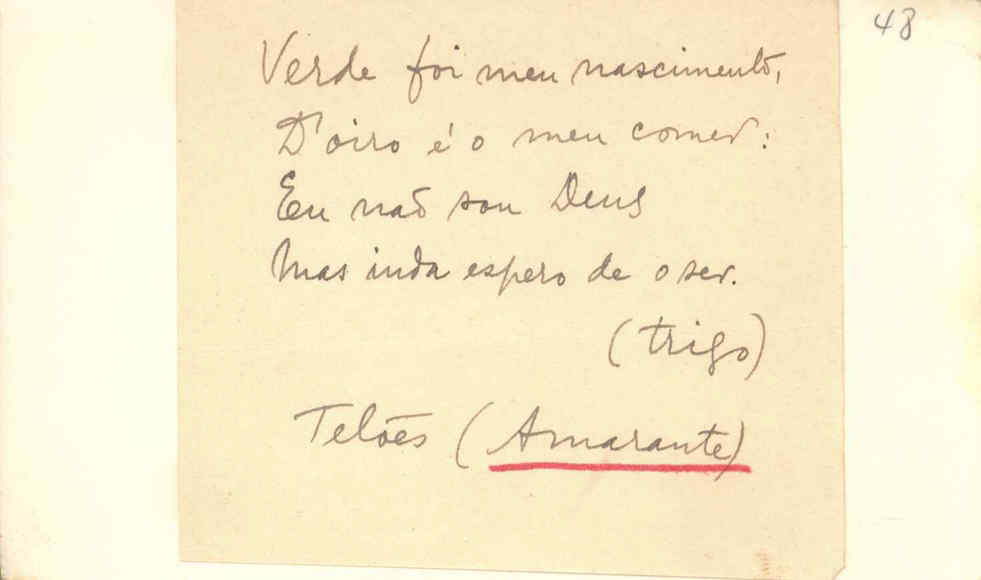 48
Verde foi meu nascimento,
D'oiro é o meu comer:
Eu não sou Deus
Mas inda espero de o ser.
(trigo)
Telões (Amarante)